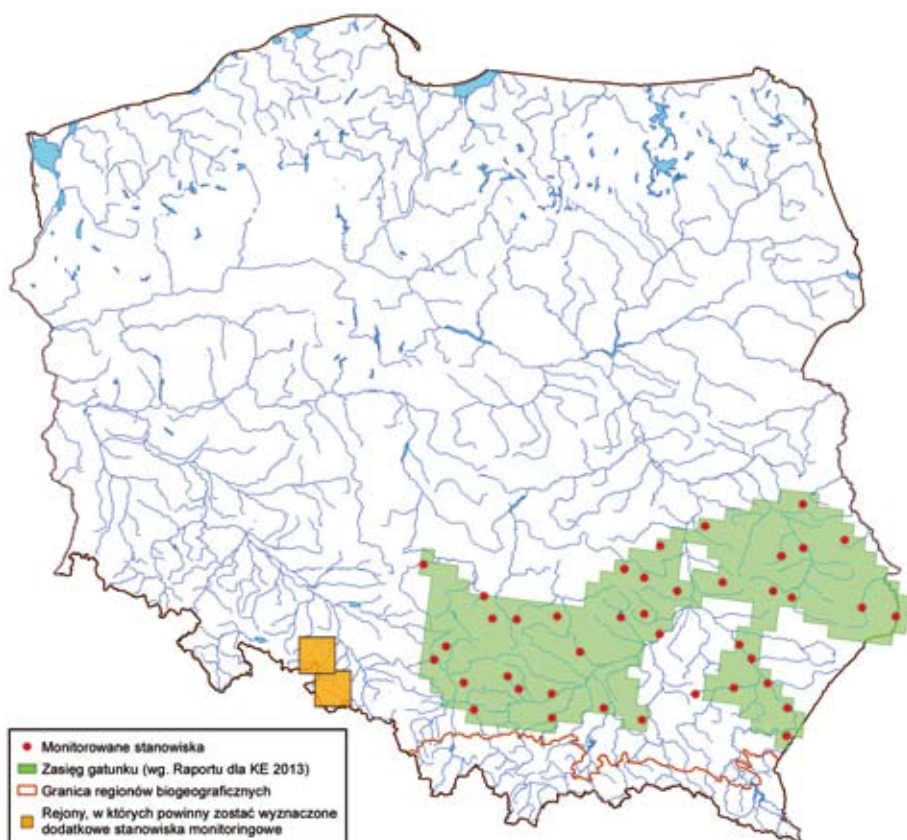 Monitorowane stanowiska
Zasięg gatunku (wg. Raportu dla KE 2013)
Granica regionów biogeograficznych
Rejony, w których powinny zostać wyznaczone
dodatkowe stanowiska monitoringowe